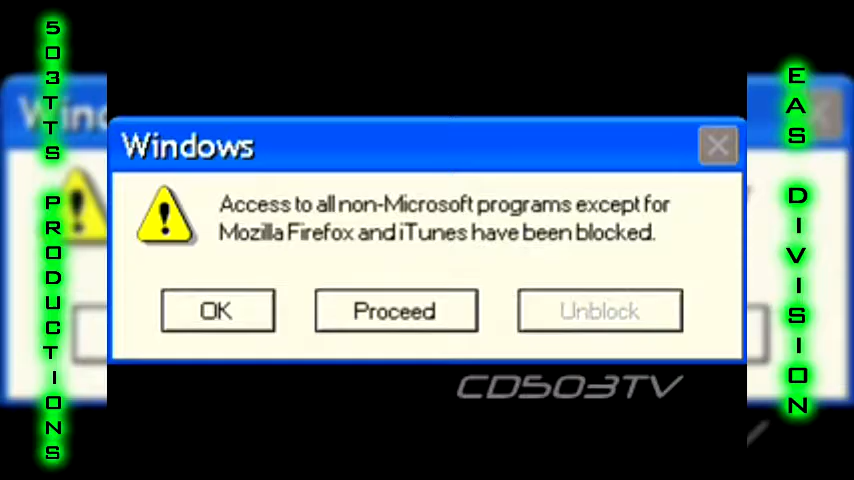 503TTS PRODUCTIONS
Windows
Access to all non-Microsoft programs except for
Mozilla Firefox and iTunes have been blocked.
OK
Proceed
Unblock
CD503TV
EAS DIVISION